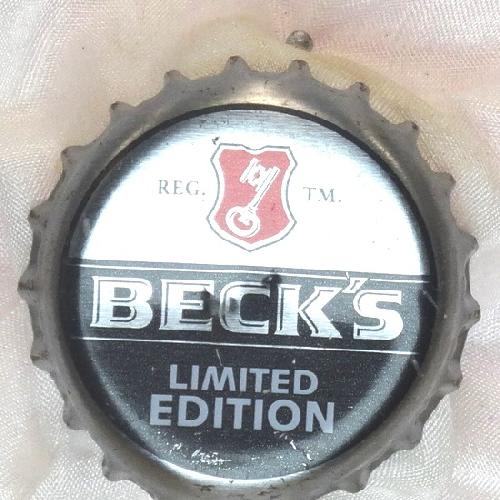 REG. TM.
BECK'S
LIMITED
EDITION